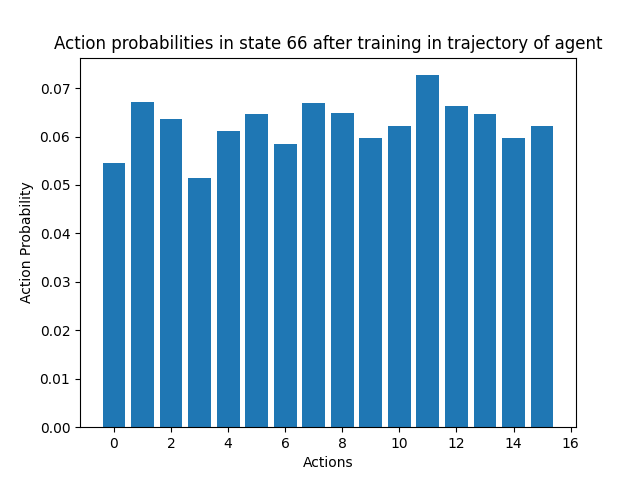 Action probabilities in state 66 after training in trajectory of agent
0.07
0.06
0.05
0.04
0.03
0.02
0.01
0.00
Action Probability
0 2 4 6 8 10 12 14 16
Actions